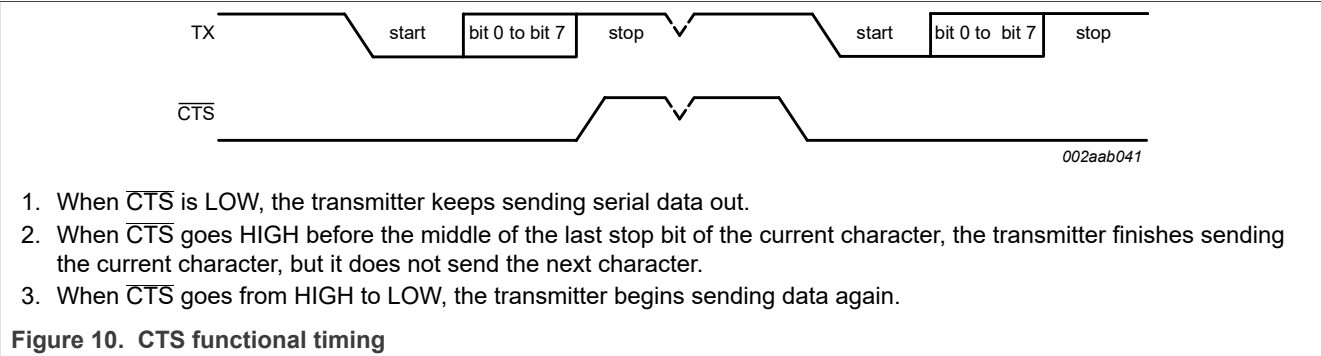 TX start bit 0 to bit 7 stop start bit 0 to bit 7 stop
C̅T̅S̅
002aab041
1. When C̅T̅S̅ is LOW, the transmitter keeps sending serial data out.
2. When C̅T̅S̅ goes HIGH before the middle of the last stop bit of the current character, the transmitter finishes sending
the current character, but it does not send the next character.
3. When C̅T̅S̅ goes from HIGH to LOW, the transmitter begins sending data again.
Figure 10. CTS functional timing